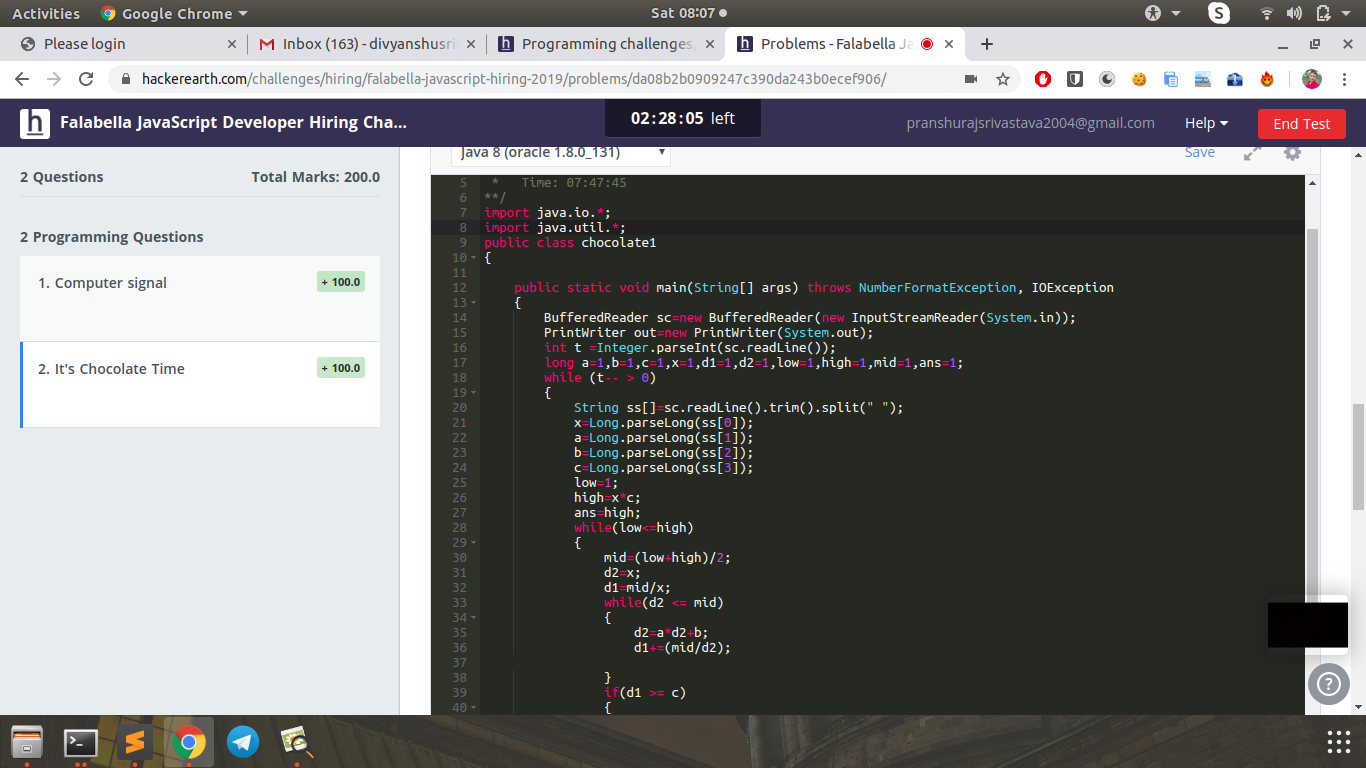 Activities Google Chrome Sat 08:07
Please login Inbox (163) - divyanshusri Programming challenges, Problems - Falabella Ja
hackerearth.com/challenges/hiring/falabella-javascript-hiring-2019/problems/da08b2b0909247c390da243b0ecef906/
h Falabella JavaScript Developer Hiring Cha... 02:28:05 left pranshurajsrivastava2004@gmail.com Help End Test
2 Questions Total Marks: 200.0
2 Programming Questions
1. Computer signal + 100.0
2. It's Chocolate Time + 100.0
Java 8 (oracle 1.8.0_131) Save
5 * Time: 07:47:45
6 **/
7 import java.io.*;
8 import java.util.*;
9 public class chocolate1
10 {
11
12 public static void main(String[] args) throws NumberFormatException, IOException
13 {
14 BufferedReader sc=new BufferedReader(new InputStreamReader(System.in));
15 PrintWriter out=new PrintWriter(System.out);
16 int t =Integer.parseInt(sc.readLine());
17 long a=1,b=1,c=1,x=1,d1=1,d2=1,low=1,high=1,mid=1,ans=1;
18 while (t-- > 0)
19 {
20 String ss[]=sc.readLine().trim().split(" ");
21 x=Long.parseLong(ss[0]);
22 a=Long.parseLong(ss[1]);
23 b=Long.parseLong(ss[2]);
24 c=Long.parseLong(ss[3]);
25 low=1;
26 high=x*c;
27 ans=high;
28 while(low<=high)
29 {
30 mid=(low+high)/2;
31 d2=x;
32 d1=mid/x;
33 while(d2 <= mid)
34 {
35 d2=a*d2+b;
36 d1+=(mid/d2);
37
38 }
39 if(d1 >= c)
40 {